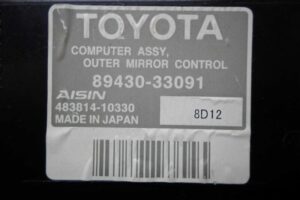 TOYOTA
COMPUTER ASSY,
OUTER MIRROR CONTROL
89430-33091
AISIN
483814-10330
MADE IN JAPAN
8D12